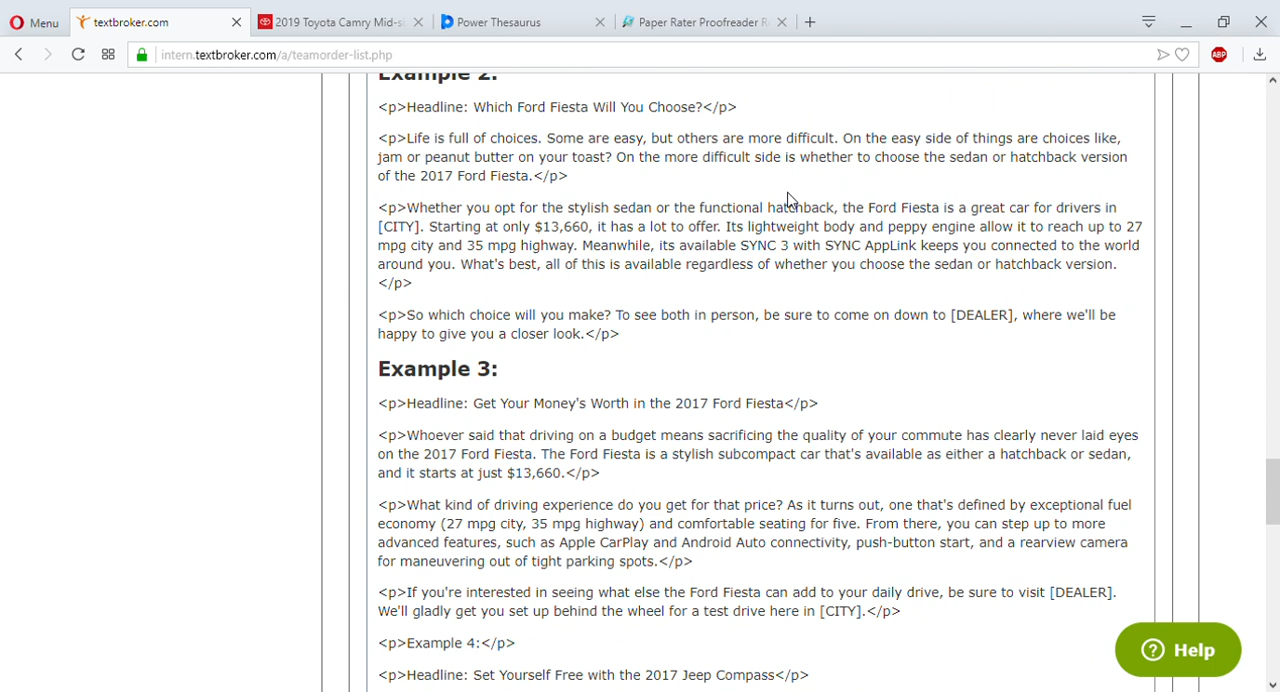 Menu
textbroker.com
2019 Toyota Camry Mid-si
Power Thesaurus
Paper Rater Proofreader R
intern.textbroker.com/a/teamorder-list.php
ABP
Example 2:
<p>Headline: Which Ford Fiesta Will You Choose?</p>
<p>Life is full of choices. Some are easy, but others are more difficult. On the easy side of things are choices like,
jam or peanut butter on your toast? On the more difficult side is whether to choose the sedan or hatchback version
of the 2017 Ford Fiesta.</p>
<p>Whether you opt for the stylish sedan or the functional hatchback, the Ford Fiesta is a great car for drivers in
[CITY]. Starting at only $13,660, it has a lot to offer. Its lightweight body and peppy engine allow it to reach up to 27
mpg city and 35 mpg highway. Meanwhile, its available SYNC 3 with SYNC AppLink keeps you connected to the world
around you. What's best, all of this is available regardless of whether you choose the sedan or hatchback version.
</p>
<p>So which choice will you make? To see both in person, be sure to come on down to [DEALER], where we'll be
happy to give you a closer look.</p>
Example 3:
<p>Headline: Get Your Money's Worth in the 2017 Ford Fiesta</p>
<p>Whoever said that driving on a budget means sacrificing the quality of your commute has clearly never laid eyes
on the 2017 Ford Fiesta. The Ford Fiesta is a stylish subcompact car that's available as either a hatchback or sedan,
and it starts at just $13,660.</p>
<p>What kind of driving experience do you get for that price? As it turns out, one that's defined by exceptional fuel
economy (27 mpg city, 35 mpg highway) and comfortable seating for five. From there, you can step up to more
advanced features, such as Apple CarPlay and Android Auto connectivity, push-button start, and a rearview camera
for maneuvering out of tight parking spots.</p>
<p>If you're interested in seeing what else the Ford Fiesta can add to your daily drive, be sure to visit [DEALER].
We'll gladly get you set up behind the wheel for a test drive here in [CITY].</p>
<p>Example 4:</p>
<p>Headline: Set Yourself Free with the 2017 Jeep Compass</p>
Help